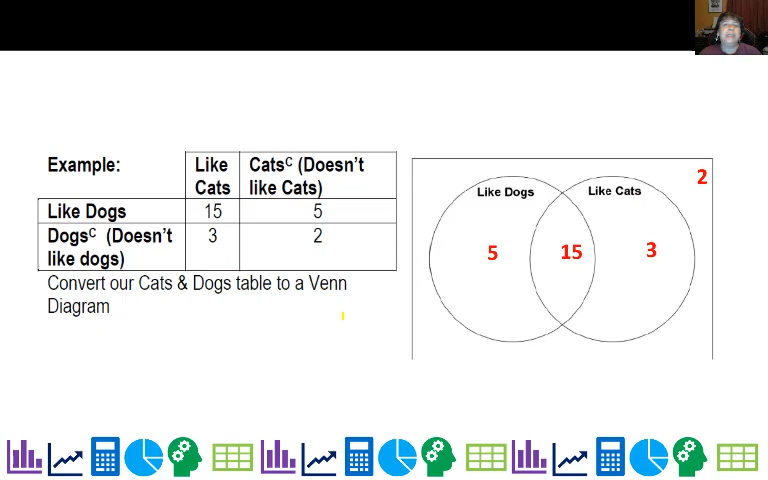 Example:
Like Cats
Cats^C (Doesn't like Cats)
Like Dogs
15
5
Dogs^C (Doesn't like dogs)
3
2
Convert our Cats & Dogs table to a Venn
Diagram
2
Like Dogs
Like Cats
5
15
3